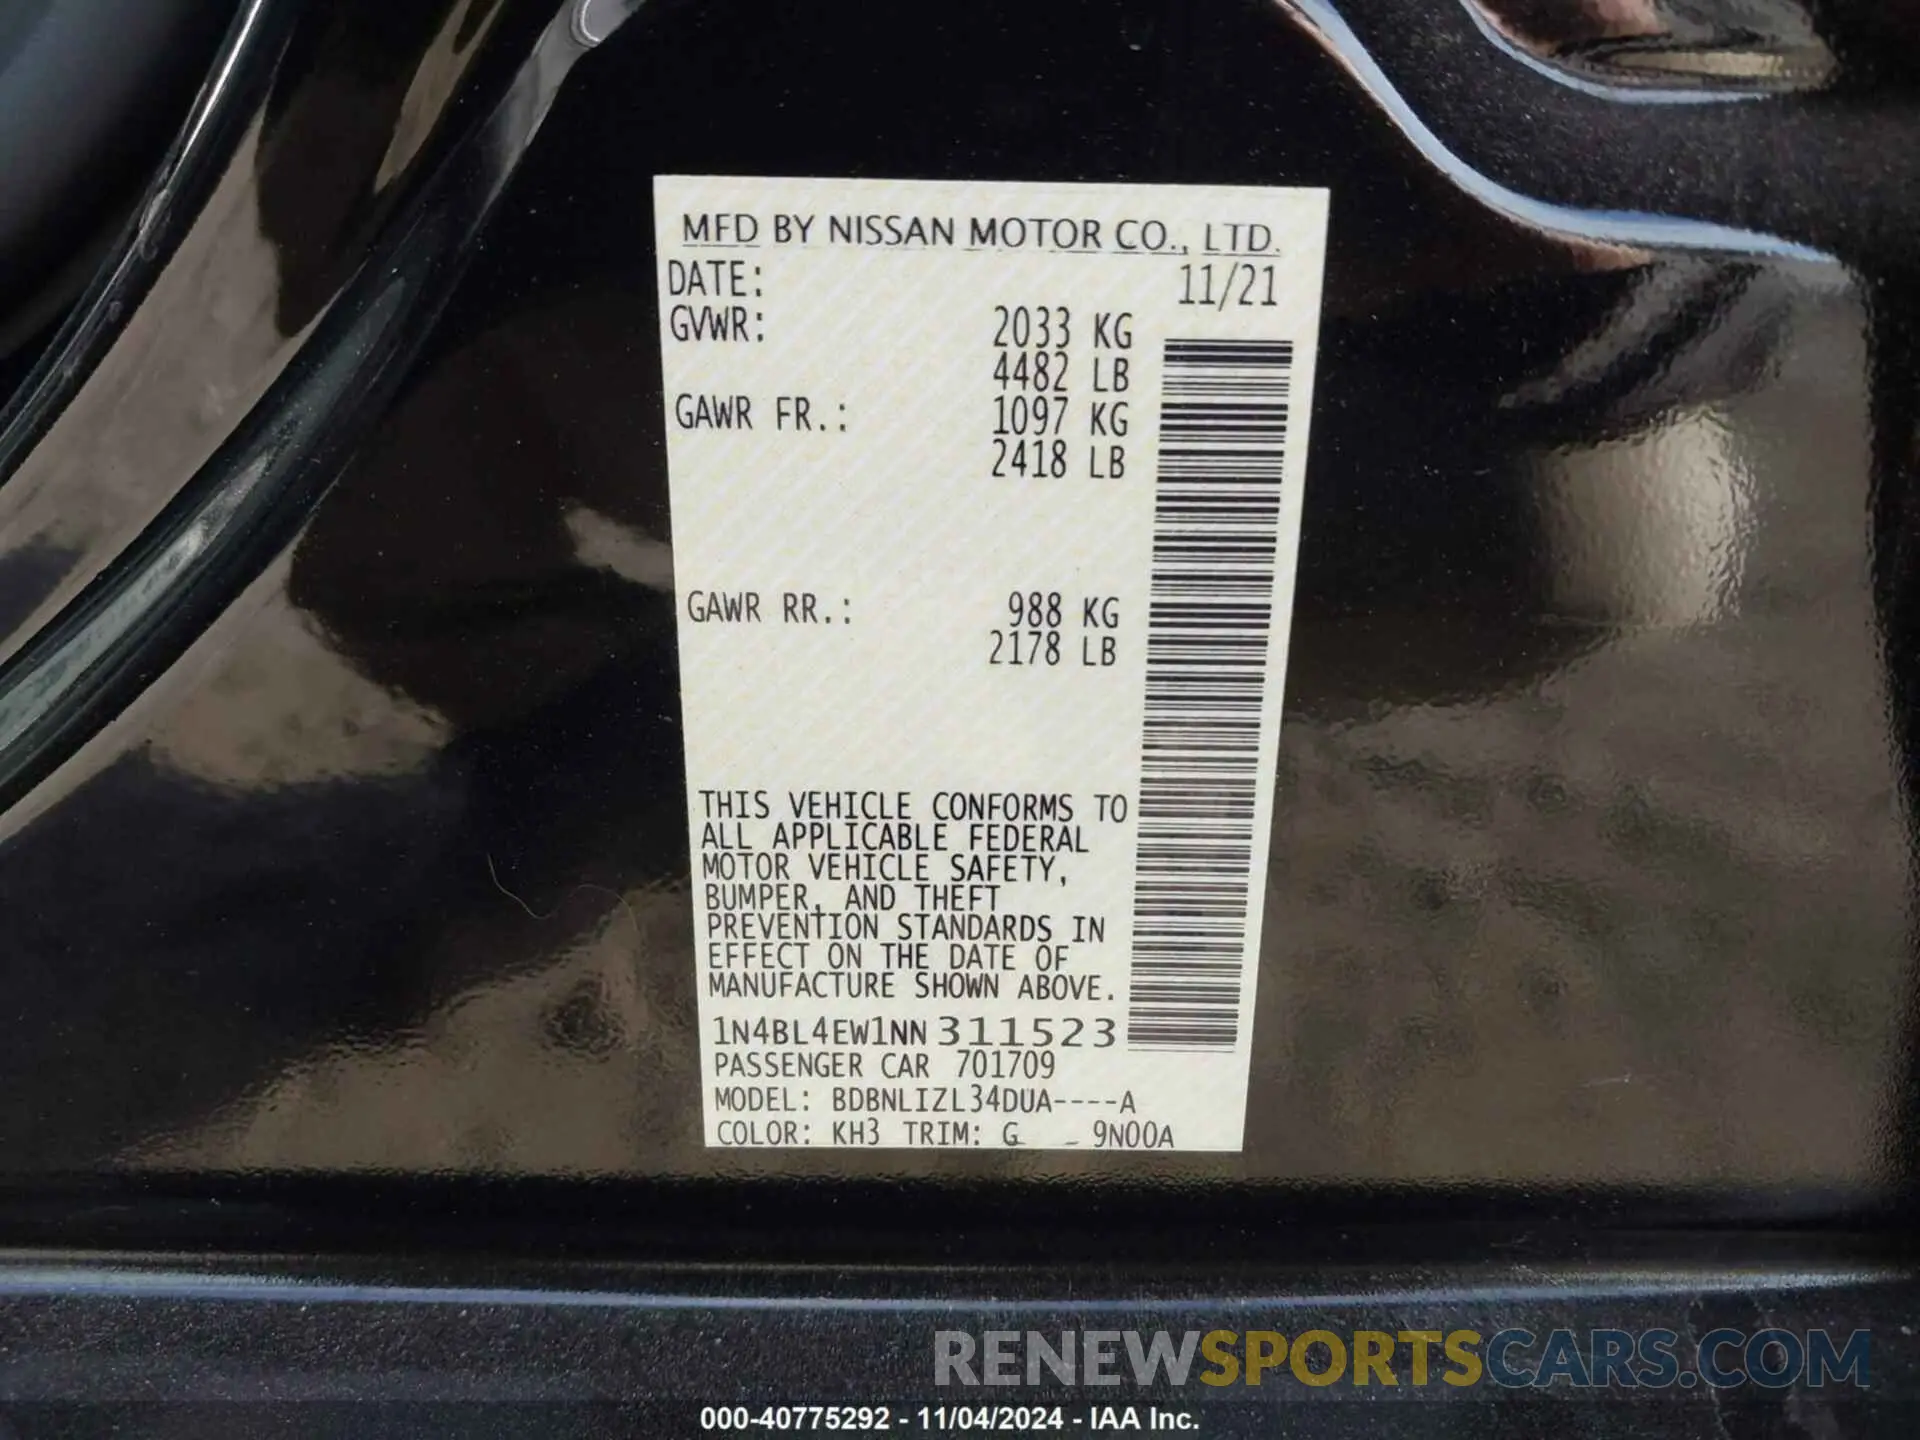 MFD BY NISSAN MOTOR CO., LTD.
DATE: 11/21
GVWR: 2033 KG
4482 LB
GAWR FR.: 1097 KG
2418 LB
GAWR RR.: 988 KG
2178 LB
THIS VEHICLE CONFORMS TO
ALL APPLICABLE FEDERAL
MOTOR VEHICLE SAFETY,
BUMPER, AND THEFT
PREVENTION STANDARDS IN
EFFECT ON THE DATE OF
MANUFACTURE SHOWN ABOVE.
1N4BL4EW1NN311523
PASSENGER CAR 701709
MODEL: BDBNLIZL34DUA----A
COLOR: KH3 TRIM: G - 9N00A
RENEWSPORTSCARS.COM
000-40775292 - 11/04/2024 - IAA Inc.